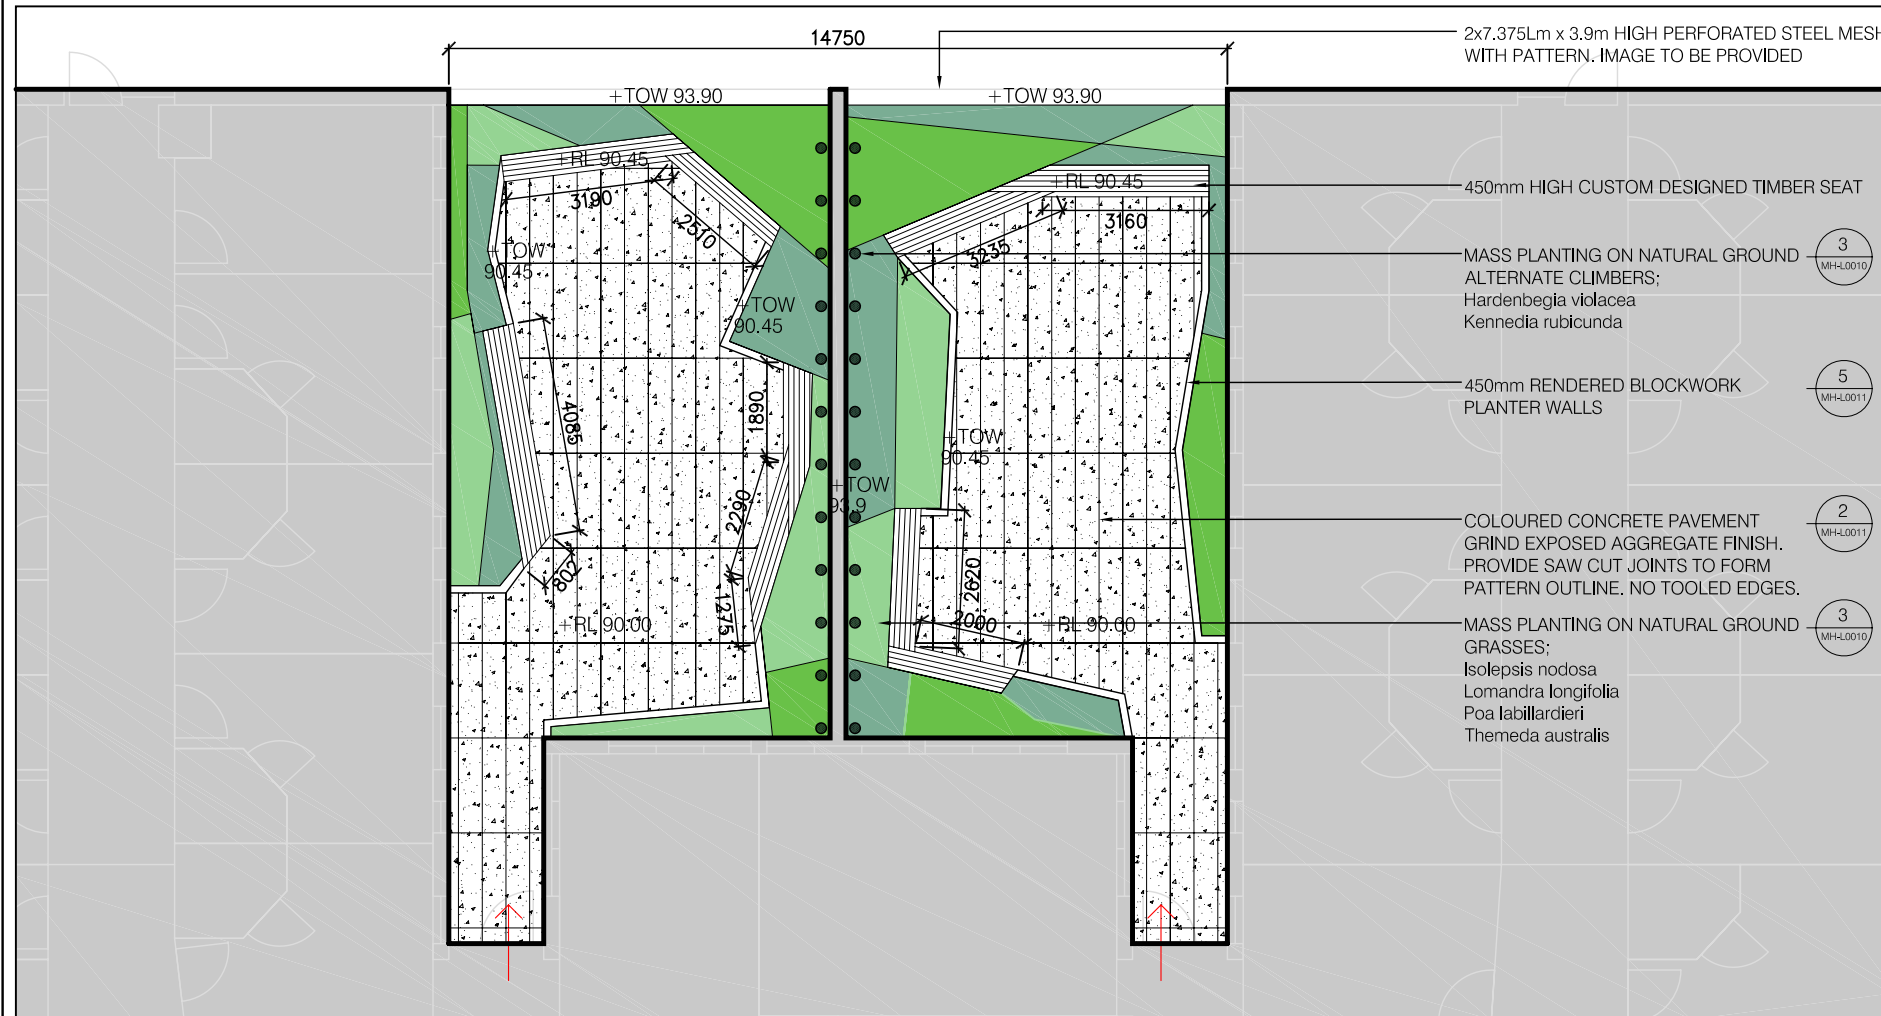 14750
2x7.375Lm x 3.9m HIGH PERFORATED STEEL MESH
WITH PATTERN. IMAGE TO BE PROVIDED
+TOW 93.90
+TOW 93.90
+RL 90.45
3190
2510
+TOW
90.45
+TOW
90.45
4085
1890
2290
802
1275
+RL 90.00
+TOW
93.9
+RL 90.45
3160
3235
+TOW
90.45
2620
2000
+RL 90.00
450mm HIGH CUSTOM DESIGNED TIMBER SEAT
MASS PLANTING ON NATURAL GROUND
ALTERNATE CLIMBERS;
Hardenbegia violacea
Kennedia rubicunda
3
MH-L0010
450mm RENDERED BLOCKWORK
PLANTER WALLS
5
MH-L0011
COLOURED CONCRETE PAVEMENT
GRIND EXPOSED AGGREGATE FINISH.
PROVIDE SAW CUT JOINTS TO FORM
PATTERN OUTLINE. NO TOOLED EDGES.
2
MH-L0011
MASS PLANTING ON NATURAL GROUND
GRASSES;
Isolepsis nodosa
Lomandra longifolia
Poa labillardieri
Themeda australis
3
MH-L0010